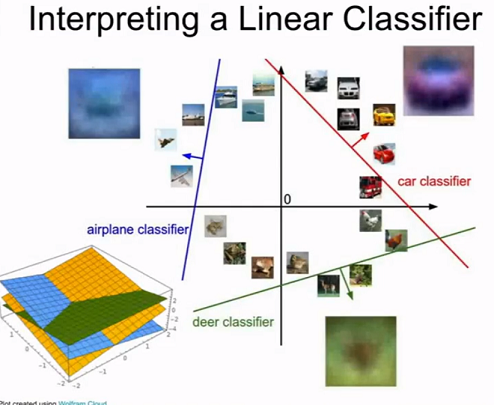 Interpreting a Linear Classifier
0
car classifier
airplane classifier
deer classifier
2
0
-2
-4
-2
-1
0
1
2
1
0
-1
-2
Plot created using Wolfram Cloud